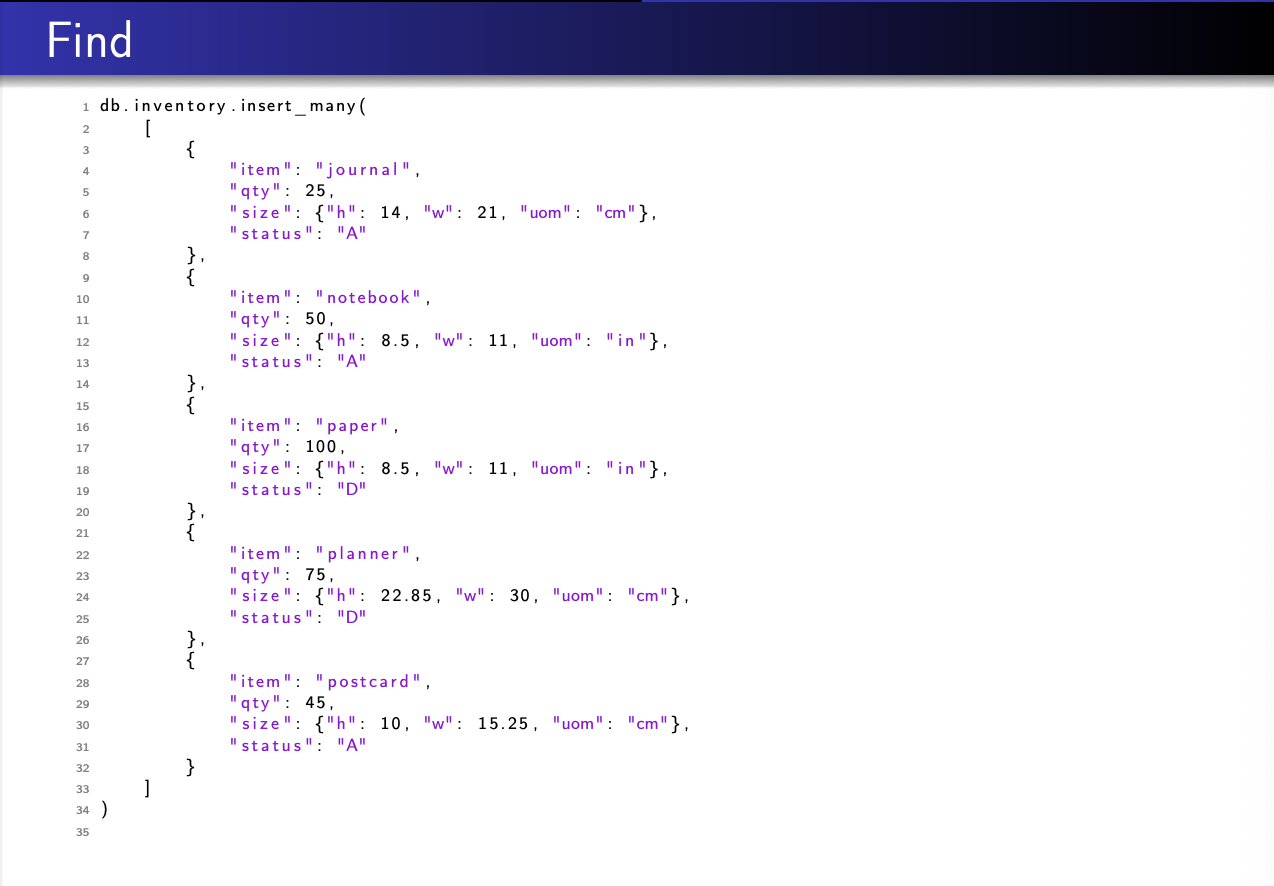 Find
1 db.inventory.insert_many(
2 [
3 {
4 "item": "journal",
5 "qty": 25,
6 "size": {"h": 14, "w": 21, "uom": "cm"},
7 "status": "A"
8 },
9 {
10 "item": "notebook",
11 "qty": 50,
12 "size": {"h": 8.5, "w": 11, "uom": "in"},
13 "status": "A"
14 },
15 {
16 "item": "paper",
17 "qty": 100,
18 "size": {"h": 8.5, "w": 11, "uom": "in"},
19 "status": "D"
20 },
21 {
22 "item": "planner",
23 "qty": 75,
24 "size": {"h": 22.85, "w": 30, "uom": "cm"},
25 "status": "D"
26 },
27 {
28 "item": "postcard",
29 "qty": 45,
30 "size": {"h": 10, "w": 15.25, "uom": "cm"},
31 "status": "A"
32 }
33 ]
34 )
35